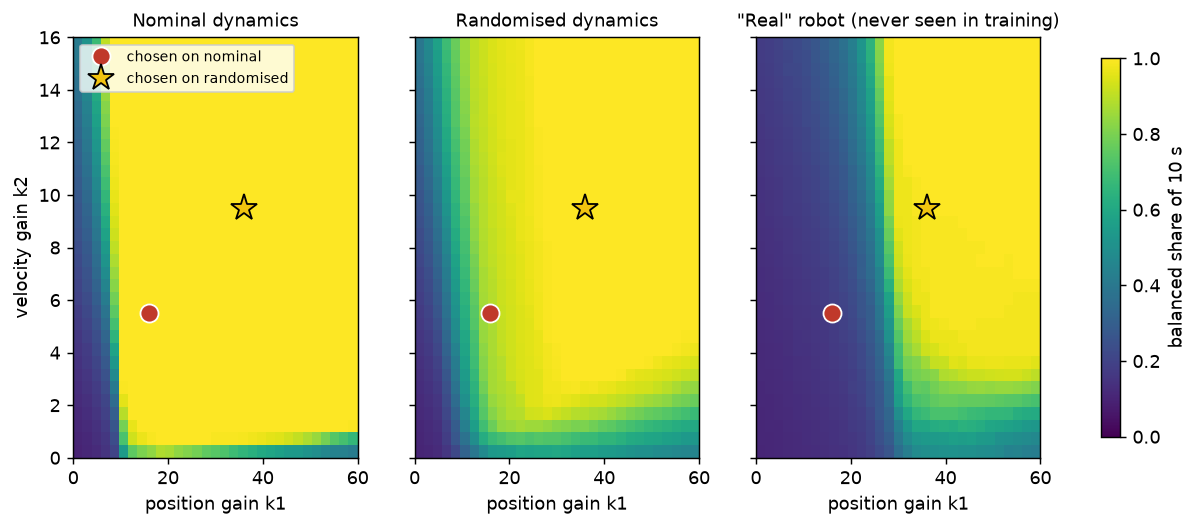 Nominal dynamics
Randomised dynamics
"Real" robot (never seen in training)
chosen on nominal
chosen on randomised
velocity gain k2
0
2
4
6
8
10
12
14
16
0 20 40 60
position gain k1
0 20 40 60
position gain k1
0 20 40 60
position gain k1
1.0
0.8
0.6
0.4
0.2
0.0
balanced share of 10 s